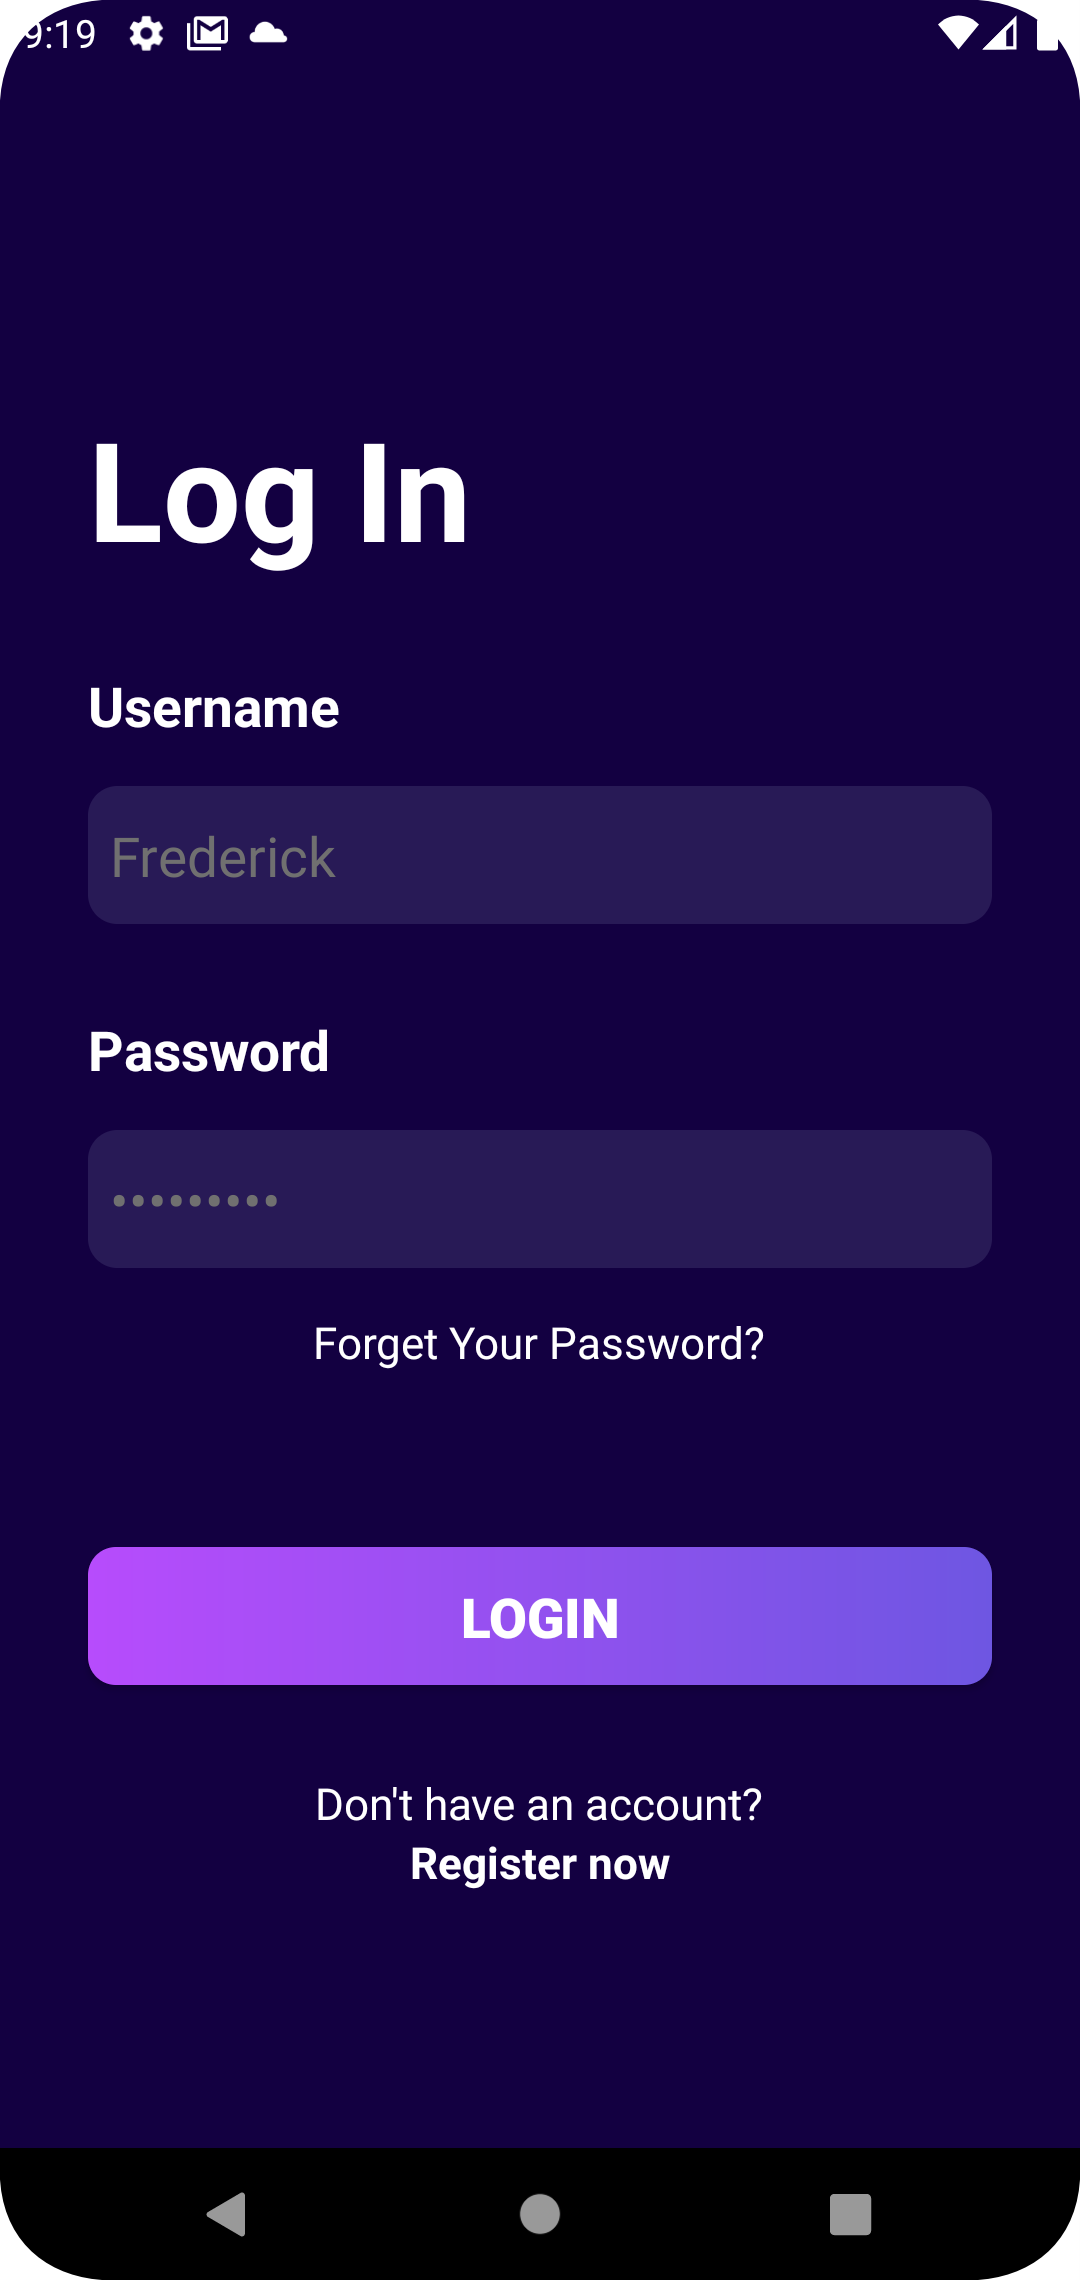 9:19
Log In
Username
Frederick
Password
•••••••••
Forget Your Password?
LOGIN
Don't have an account?
Register now